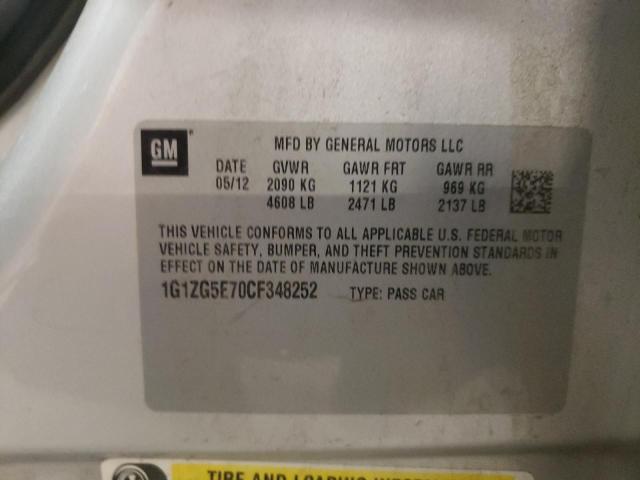 GM ®
MFD BY GENERAL MOTORS LLC
DATE GVWR GAWR FRT GAWR RR
05/12 2090 KG 1121 KG 969 KG
4608 LB 2471 LB 2137 LB
THIS VEHICLE CONFORMS TO ALL APPLICABLE U.S. FEDERAL MOTOR
VEHICLE SAFETY, BUMPER, AND THEFT PREVENTION STANDARDS IN
EFFECT ON THE DATE OF MANUFACTURE SHOWN ABOVE.
1G1ZG5E70CF348252 TYPE: PASS CAR
TIRE AND LOADING